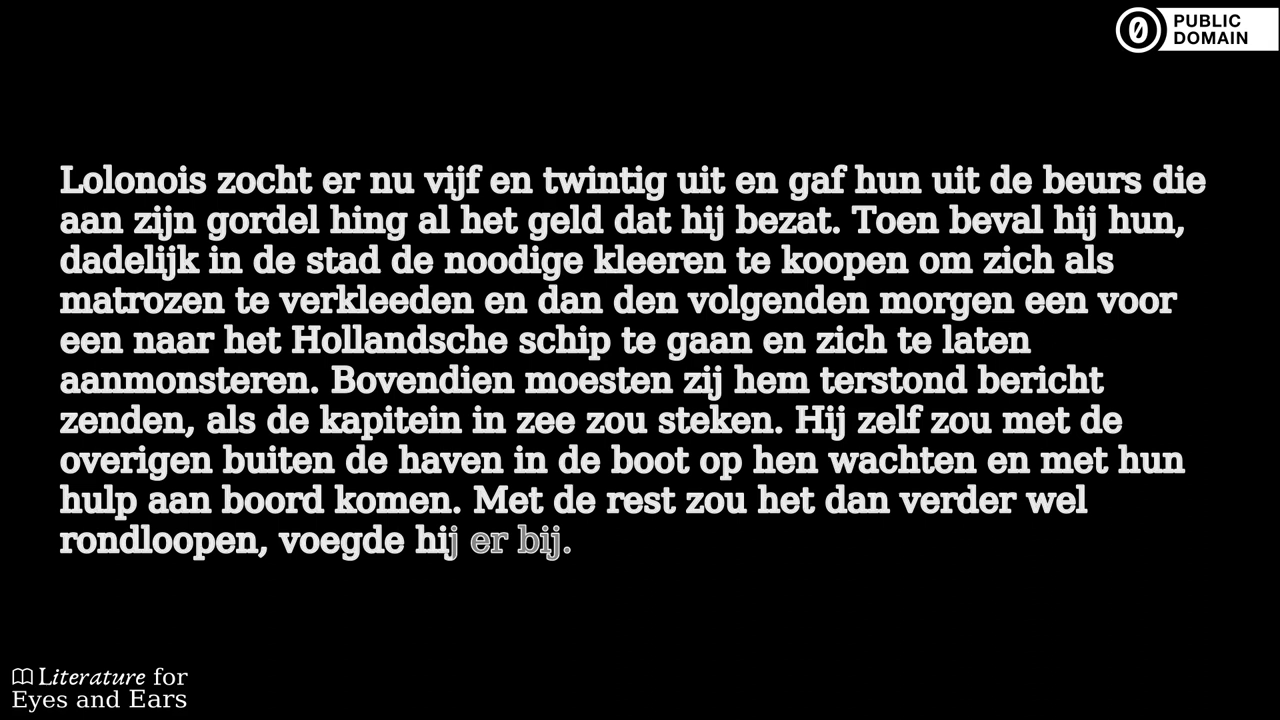 PUBLIC
DOMAIN
Lolonois zocht er nu vijf en twintig uit en gaf hun uit de beurs die
aan zijn gordel hing al het geld dat hij bezat. Toen beval hij hun,
dadelijk in de stad de noodige kleeren te koopen om zich als
matrozen te verkleeden en dan den volgenden morgen een voor
een naar het Hollandsche schip te gaan en zich te laten
aanmonsteren. Bovendien moesten zij hem terstond bericht
zenden, als de kapitein in zee zou steken. Hij zelf zou met de
overigen buiten de haven in de boot op hen wachten en met hun
hulp aan boord komen. Met de rest zou het dan verder wel
rondloopen, voegde hij er bij.
Literature for
Eyes and Ears